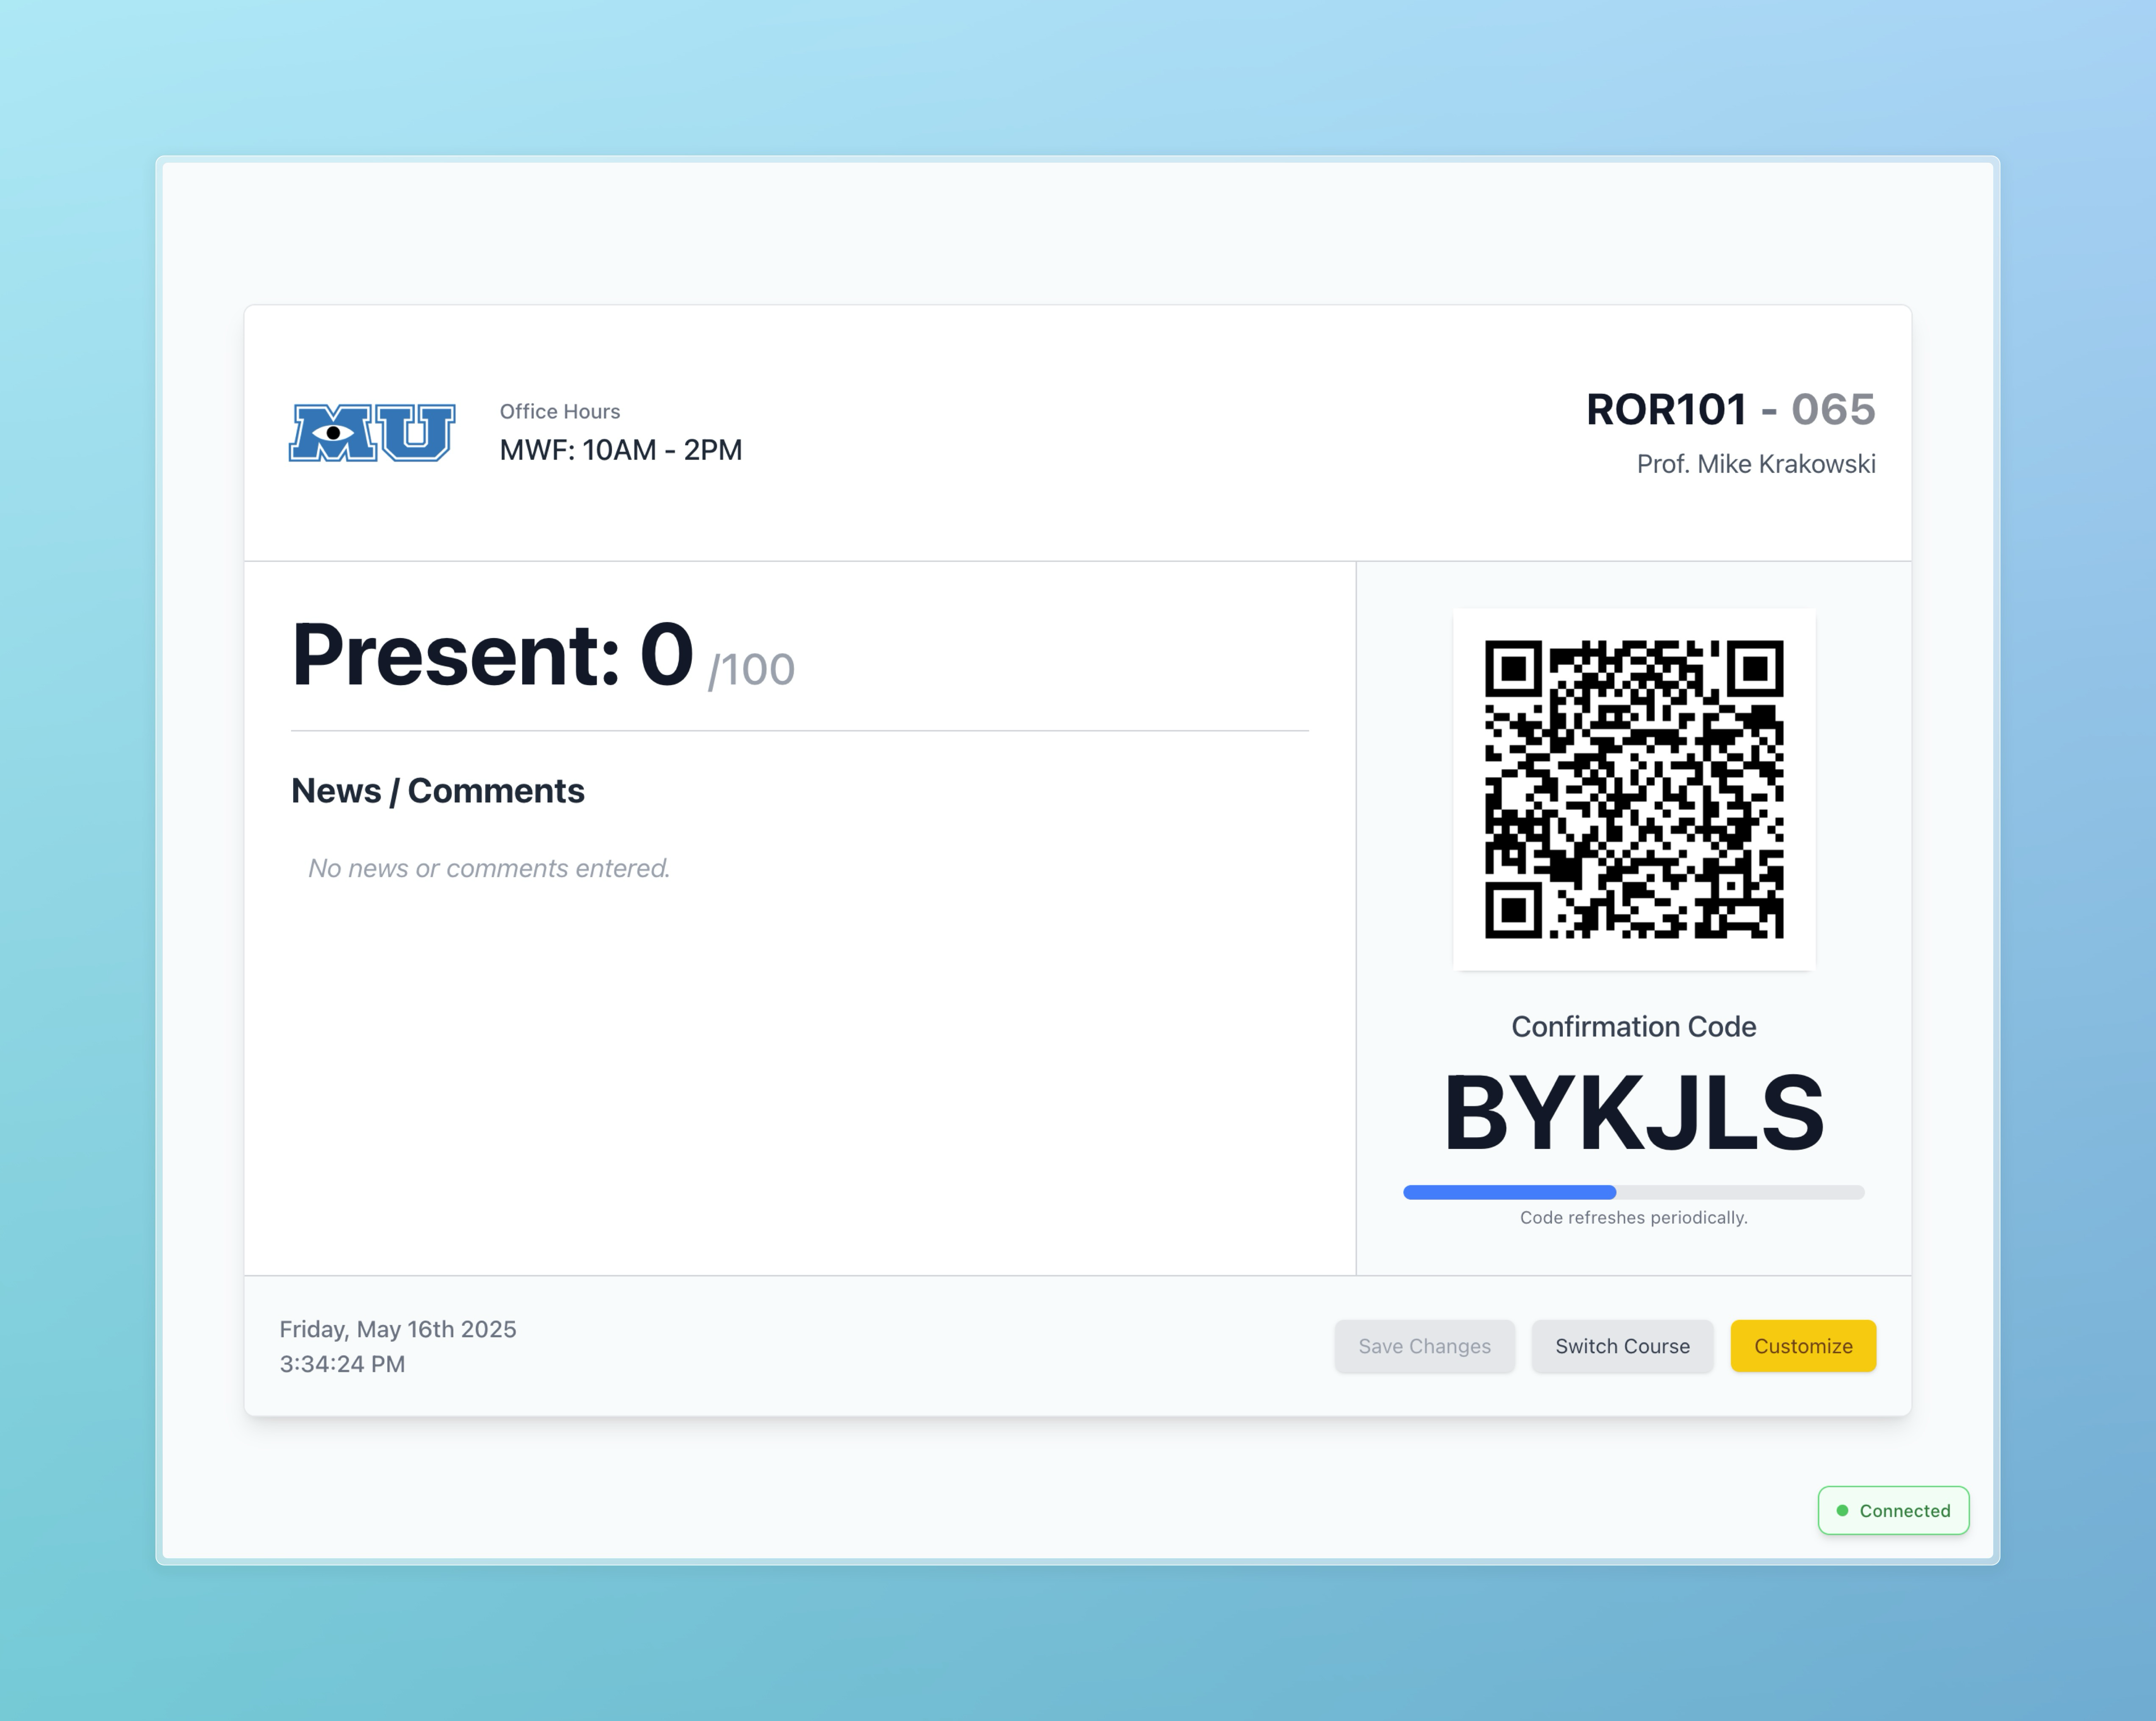 MU
Office Hours
MWF: 10AM - 2PM
ROR101 - 065
Prof. Mike Krakowski
Present: 0 /100
News / Comments
No news or comments entered.
Confirmation Code
BYKJLS
Code refreshes periodically.
Friday, May 16th 2025
3:34:24 PM
Save Changes
Switch Course
Customize
Connected